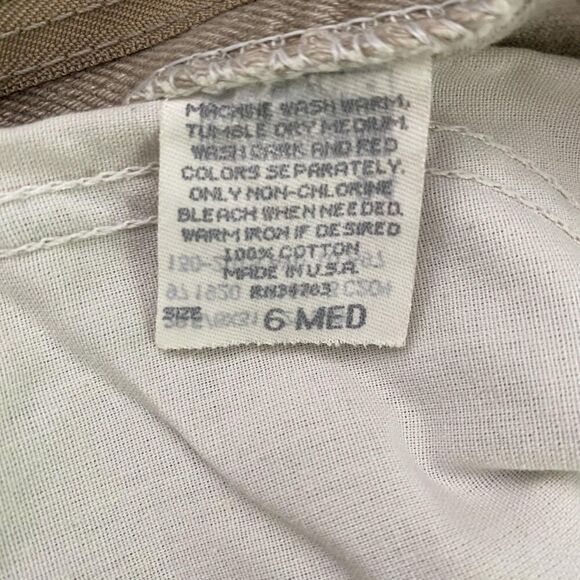 MACHINE WASH WARM,
TUMBLE DRY MEDIUM.
WASH DARK AND RED
COLORS SEPARATELY.
ONLY NON-CHLORINE
BLEACH WHEN NEEDED.
WARM IRON IF DESIRED
100% COTTON
MADE IN U.S.A.
RN34763
SIZE 6 MED